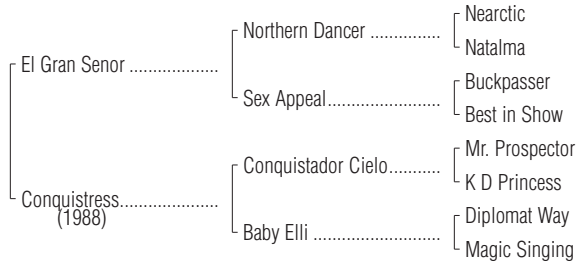 Nearctic
Northern Dancer ...............
Natalma
El Gran Senor ...................
Buckpasser
Sex Appeal.........................
Best in Show
Mr. Prospector
Conquistador Cielo...........
K D Princess
Conquistress.....................
(1988)
Diplomat Way
Baby Elli ............................
Magic Singing